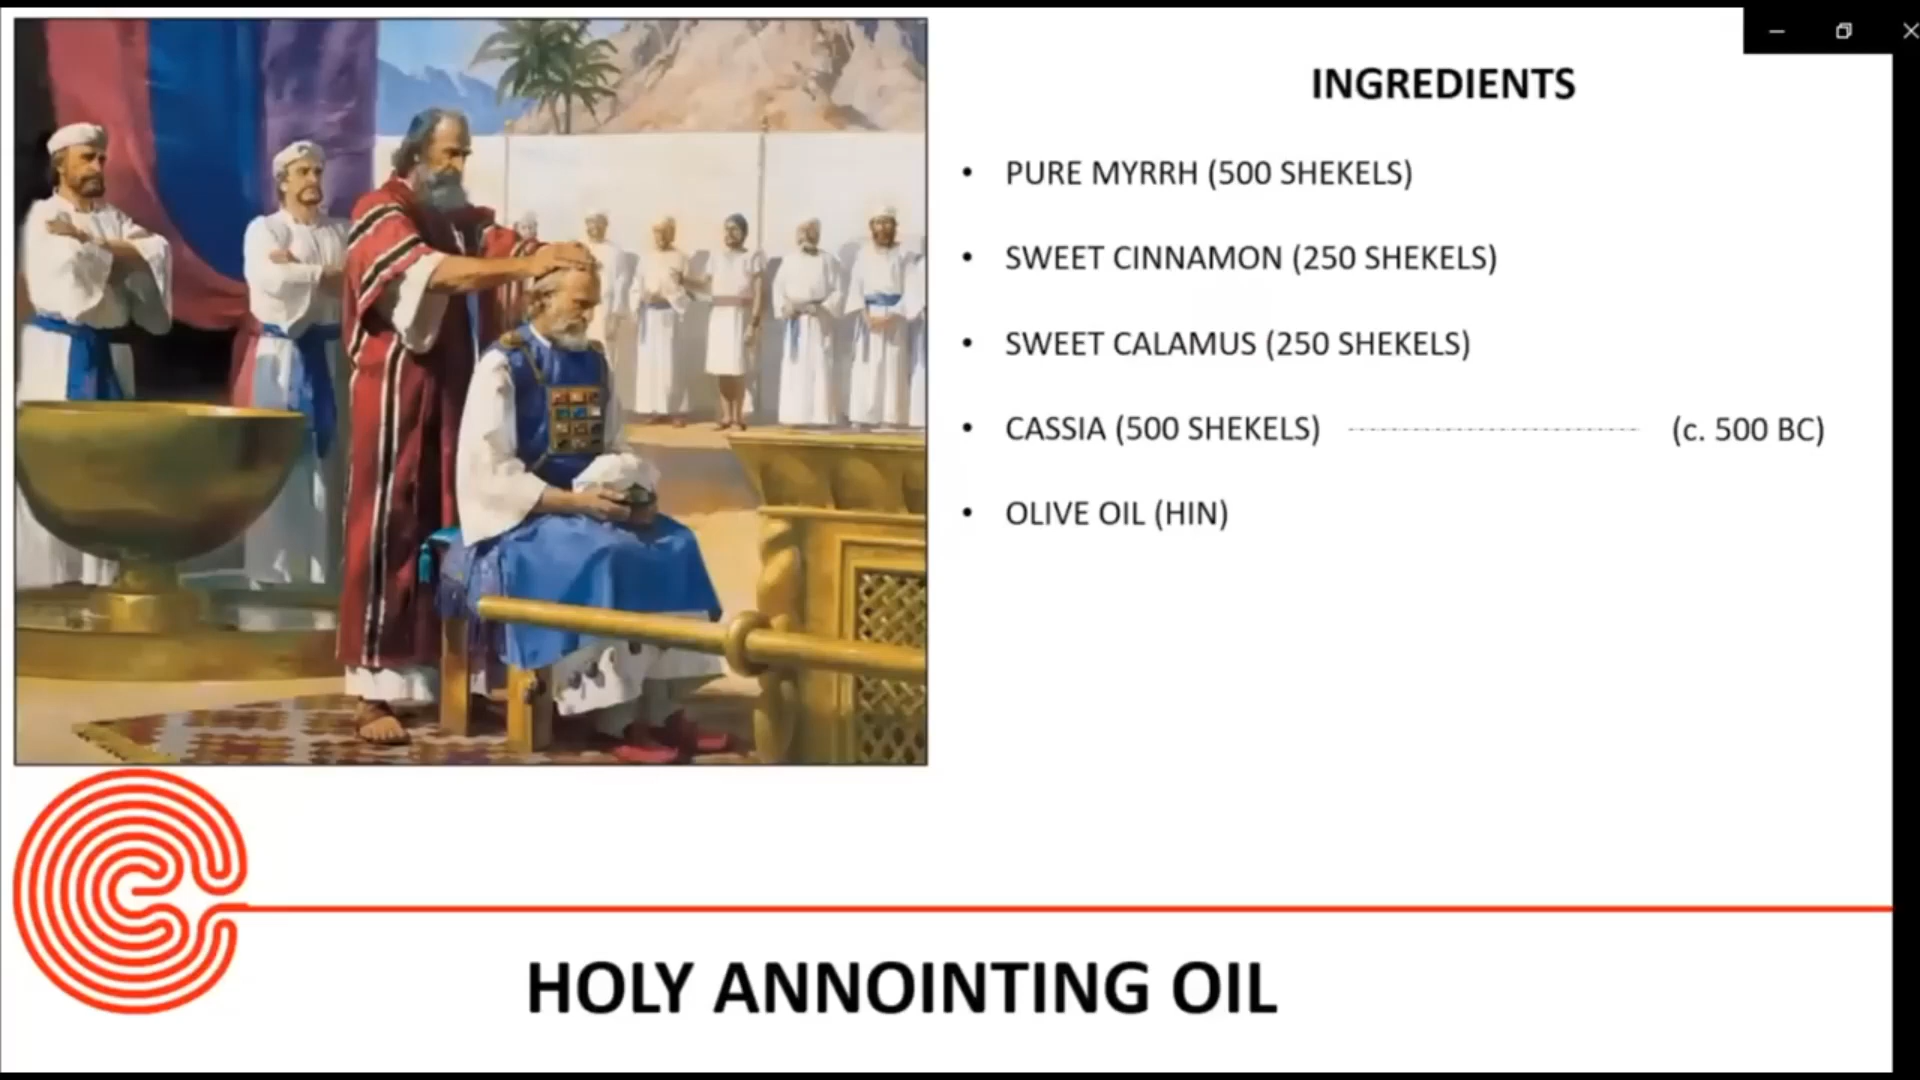 INGREDIENTS
• PURE MYRRH (500 SHEKELS)
• SWEET CINNAMON (250 SHEKELS)
• SWEET CALAMUS (250 SHEKELS)
• CASSIA (500 SHEKELS) (c. 500 BC)
• OLIVE OIL (HIN)
HOLY ANNOINTING OIL